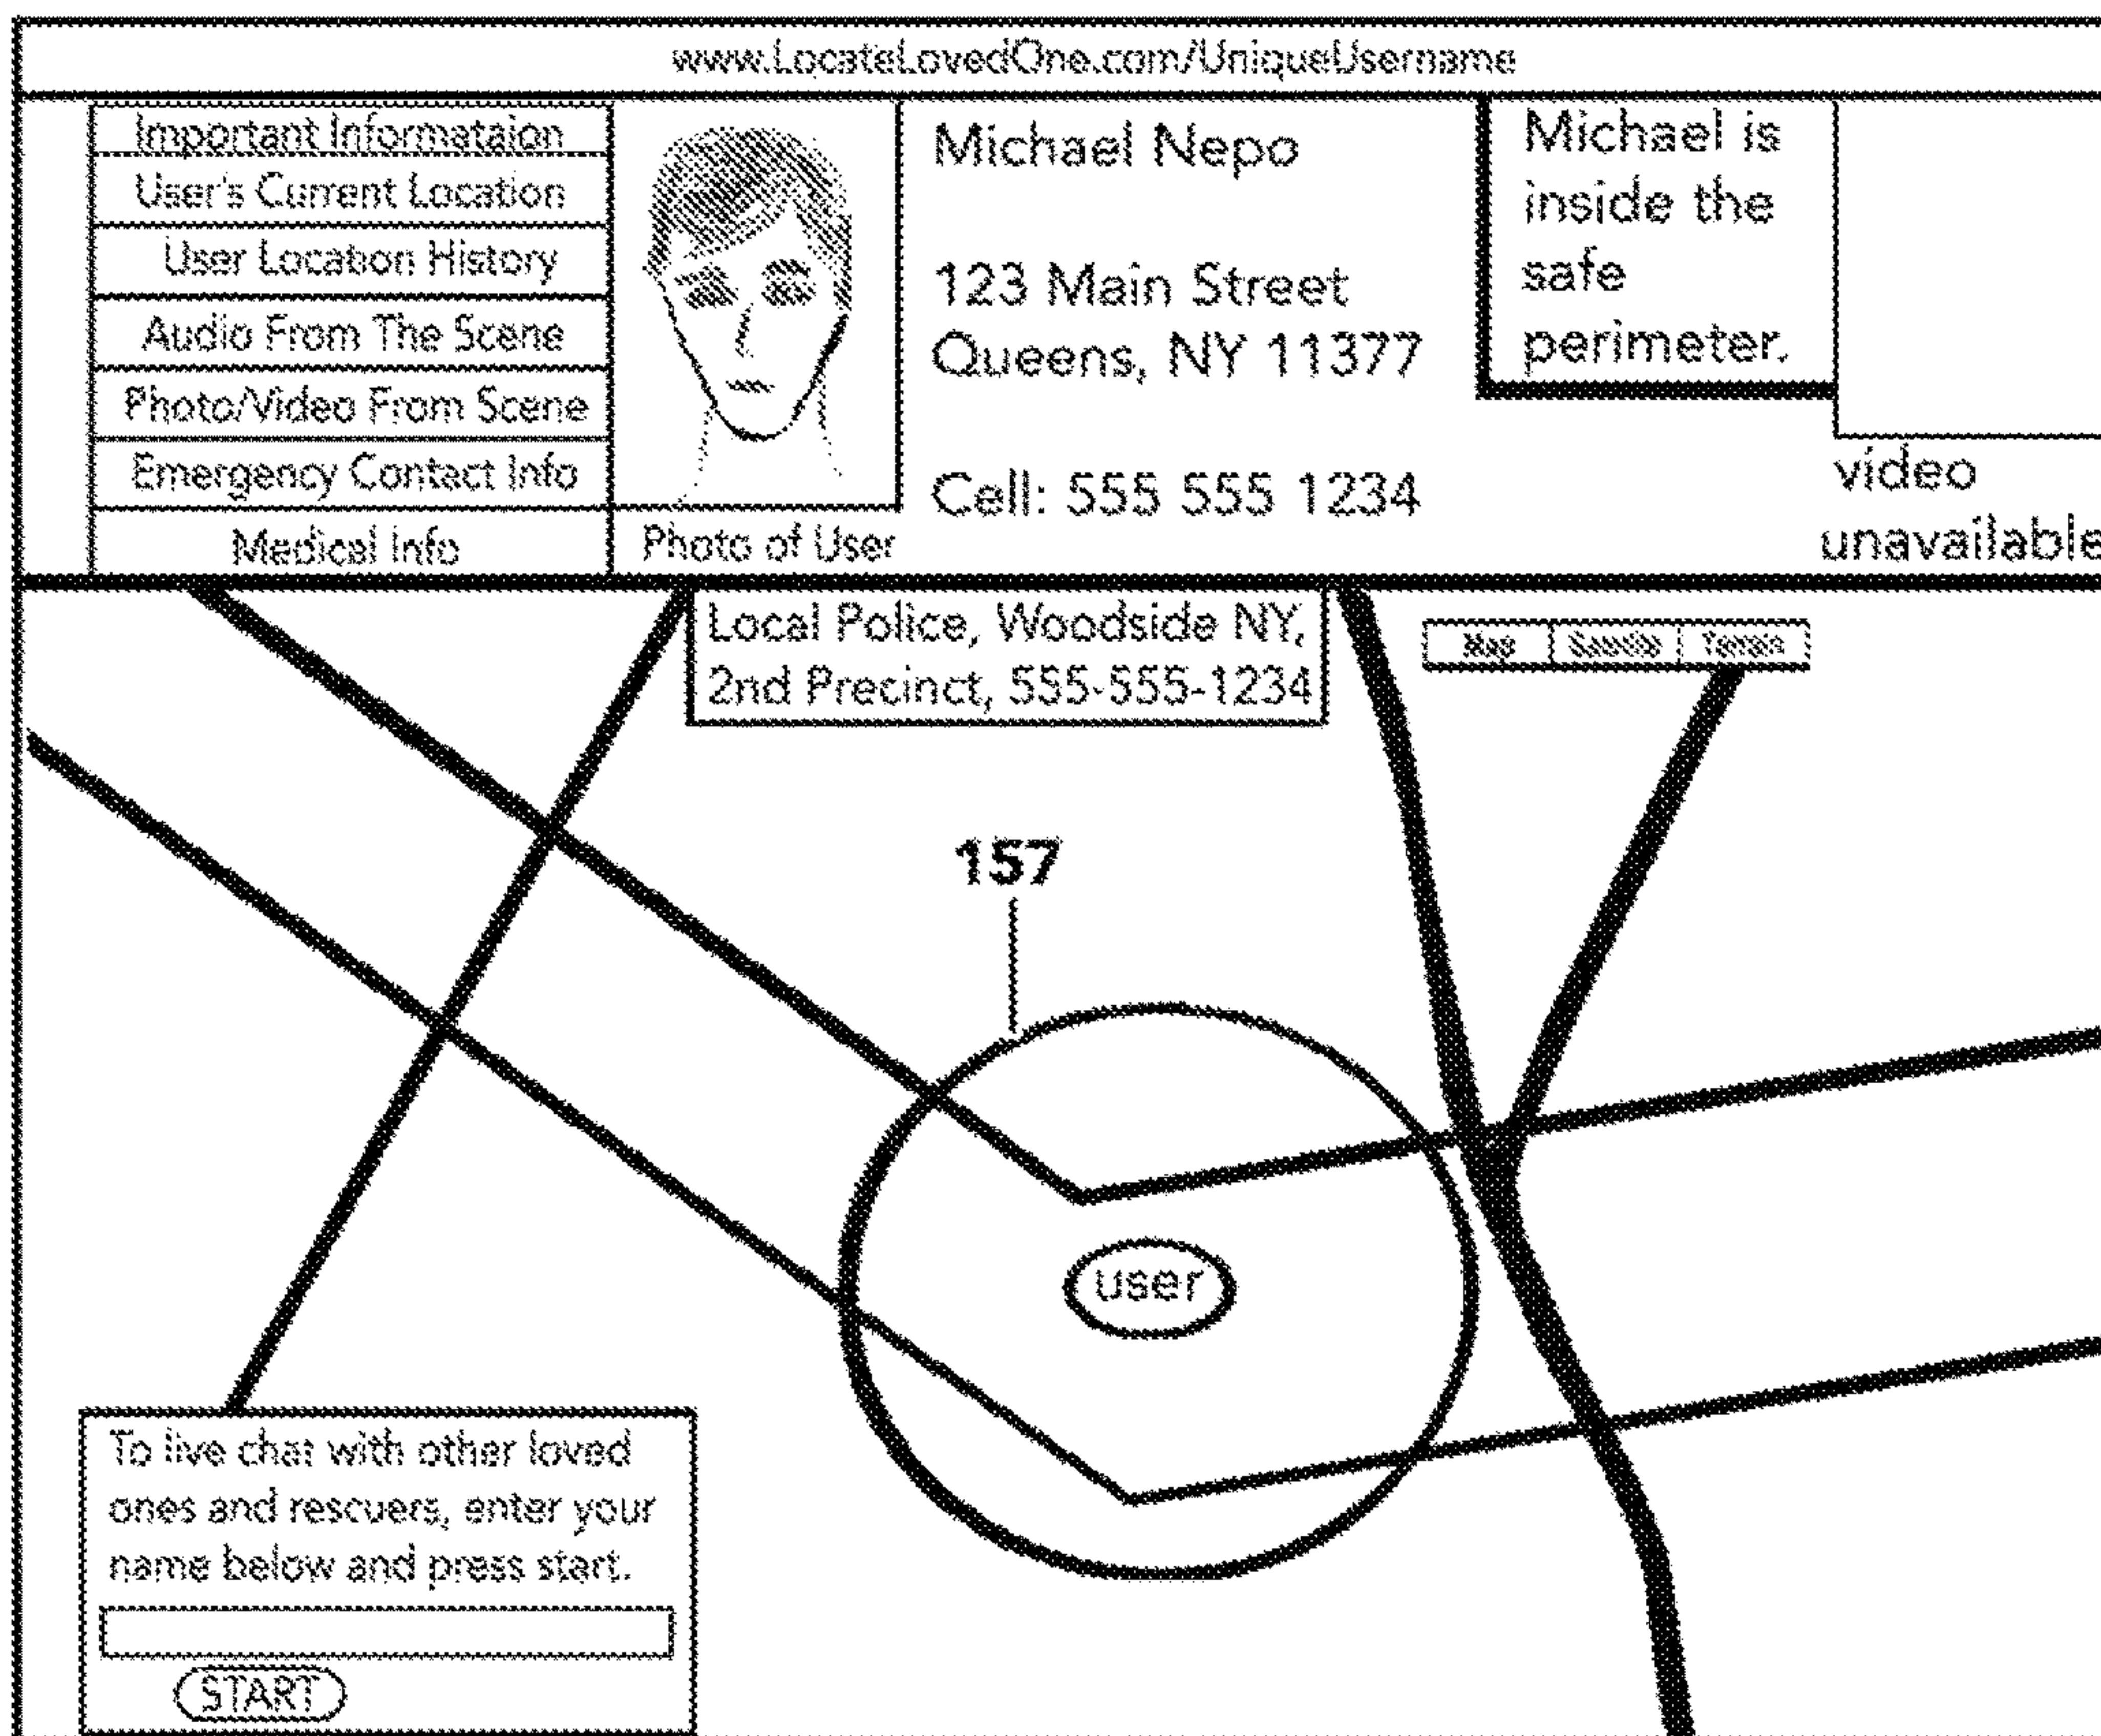 www.LocateLovedOne.com/UniqueUsername
Important Informataion
User's Current Location
User Location History
Audio From The Scene
Photo/Video From Scene
Emergency Contact Info
Medical Info
Photo of User
Michael Nepo
123 Main Street
Queens, NY 11377
Cell: 555 555 1234
Michael is
inside the
safe
perimeter.
video
unavailable
Local Police, Woodside NY,
2nd Precinct, 555-555-1234
Map
Satellite
Terrain
157
user
To live chat with other loved
ones and rescuers, enter your
name below and press start.
START